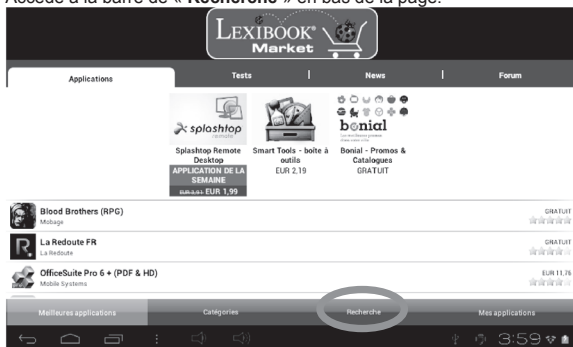 Accède à la barre de « Recherche » en bas de la page.
LEXIBOOK®
Market
Applications Tests | News | Forum
splashtop
remote
bonial
Splashtop Remote Desktop
APPLICATION DE LA SEMAINE
EUR 1,99
Smart Tools - boîte à outils
EUR 2,19
Bonial - Promos & Catalogues
GRATUIT
Blood Brothers (RPG) GRATUIT
Mobage
La Redoute FR GRATUIT
La Redoute
OfficeSuite Pro 6 + (PDF & HD) EUR 11,76
Mobile Systems
Meilleures applications Catégories Recherche Mes applications
3:59